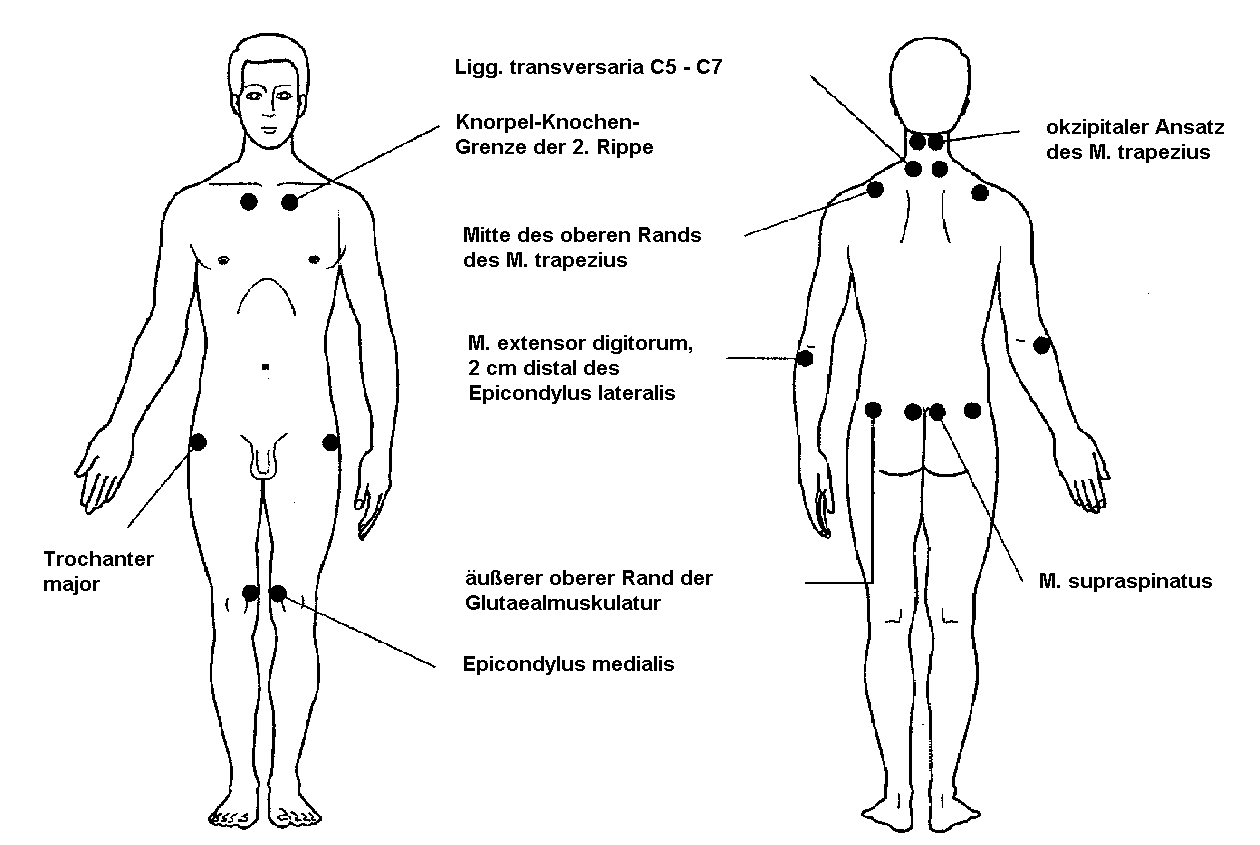 Ligg. transversaria C5 - C7
Knorpel-Knochen-
Grenze der 2. Rippe
okzipitaler Ansatz
des M. trapezius
Mitte des oberen Rands
des M. trapezius
M. extensor digitorum,
2 cm distal des
Epicondylus lateralis
Trochanter
major
äußerer oberer Rand der
Glutaealmuskulatur
M. supraspinatus
Epicondylus medialis